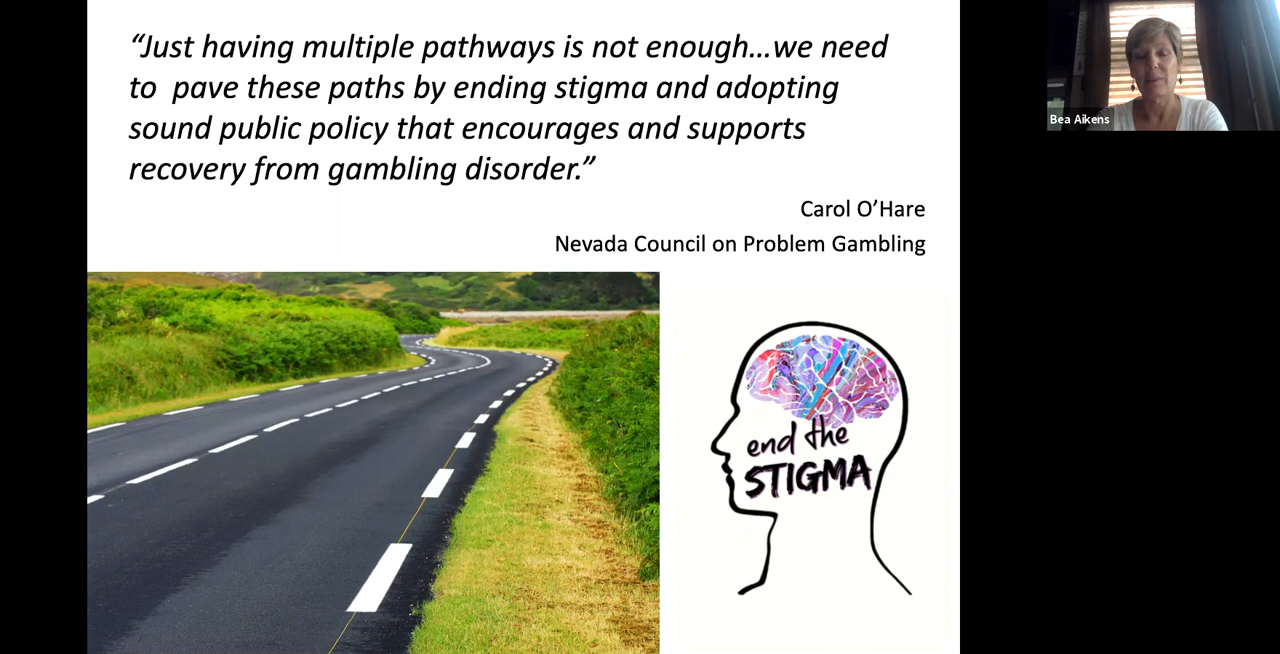 “Just having multiple pathways is not enough...we need
to  pave these paths by ending stigma and adopting
sound public policy that encourages and supports
recovery from gambling disorder.”
Carol O’Hare
Nevada Council on Problem Gambling
end the
STIGMA
Bea Aikens